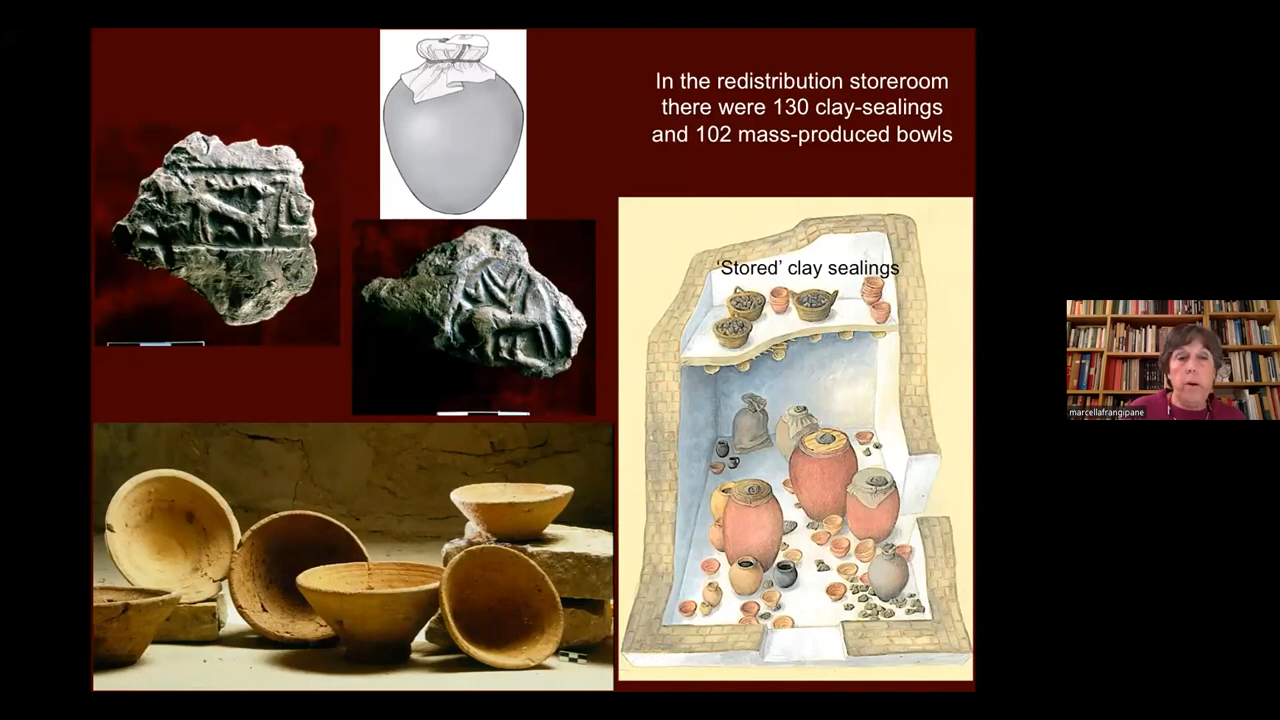 In the redistribution storeroom
there were 130 clay-sealings
and 102 mass-produced bowls
‘Stored’ clay sealings
marcellafrangipane